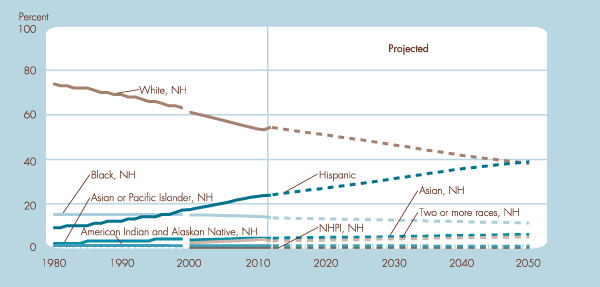 Percent
100
Projected
80
White, NH
60
40
Black, NH
Hispanic
Asian or Pacific Islander, NH
Asian, NH
20
Two or more races, NH
American Indian and Alaskan Native, NH
NHPI, NH
0
1980 1990 2000 2010 2020 2030 2040 2050